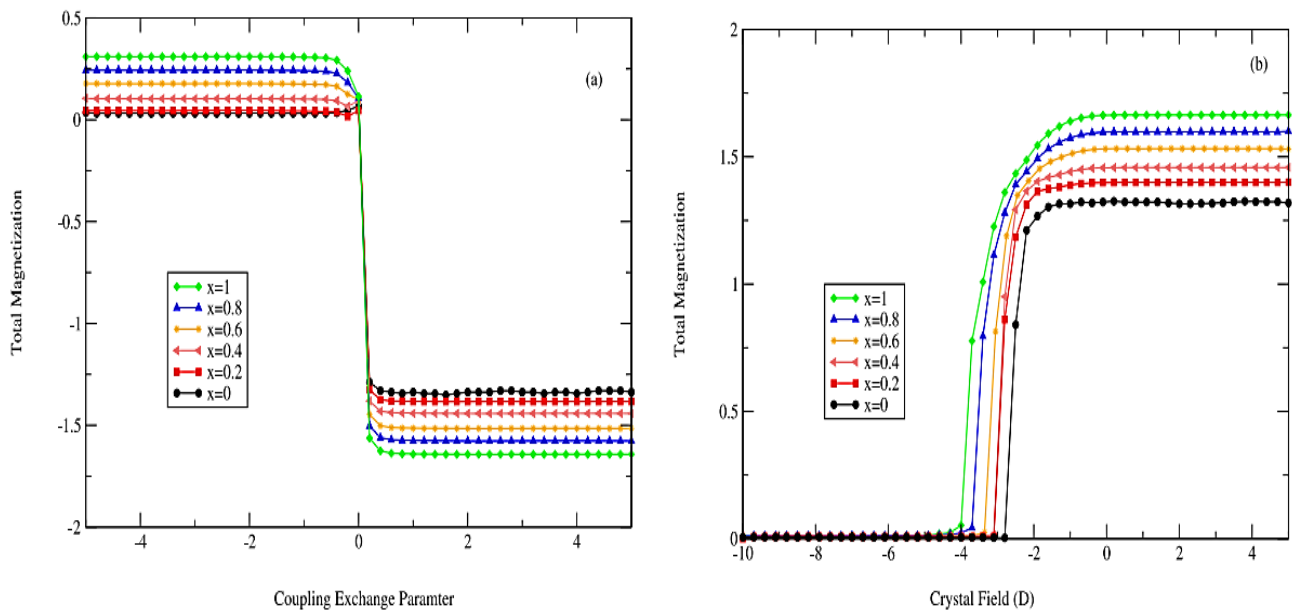 0.5
0
-0.5
-1
-1.5
-2
-4
-2
0
2
4
Total Magnetization
Coupling Exchange Paramter
(a)
x=1
x=0.8
x=0.6
x=0.4
x=0.2
x=0
2
1.5
1
0.5
0
-10
-8
-6
-4
-2
0
2
4
Total Magnetization
Crystal Field (D)
(b)
x=1
x=0.8
x=0.6
x=0.4
x=0.2
x=0